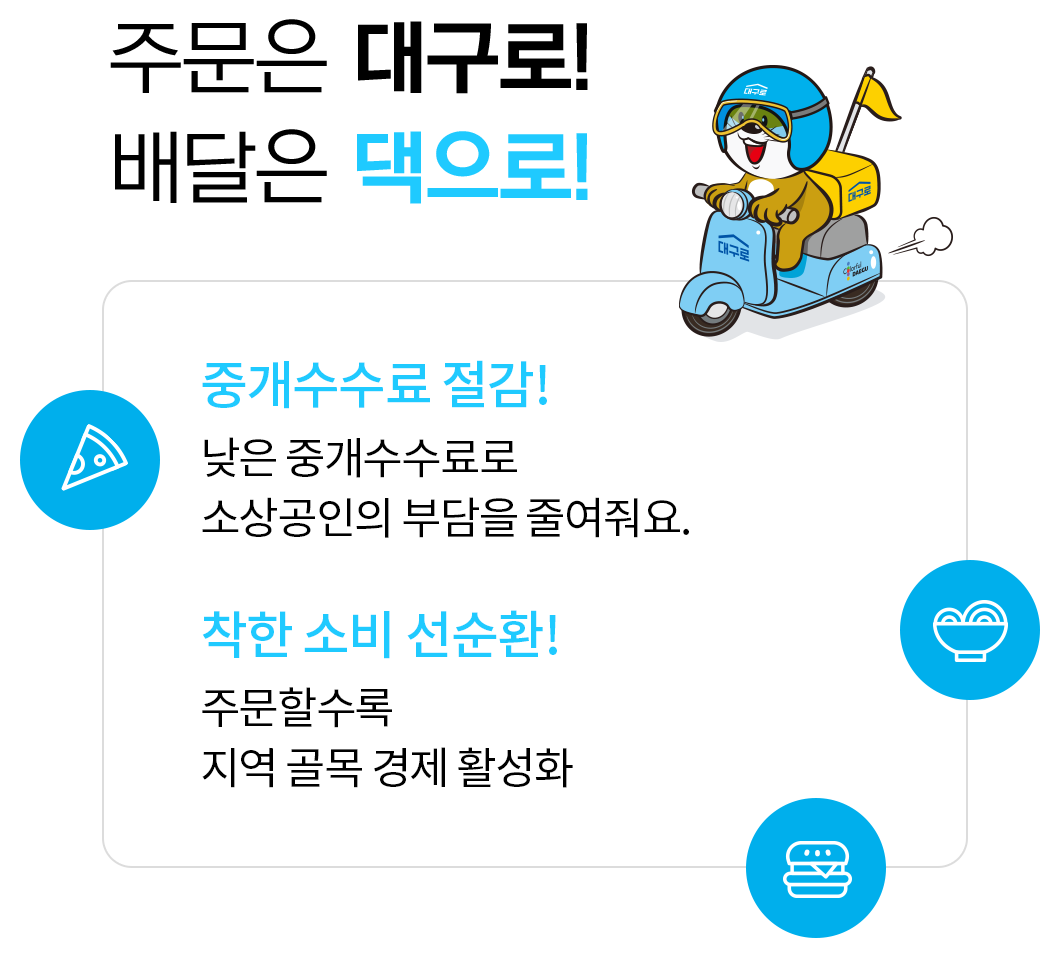 주문은 대구로!
배달은 댁으로!
대구로
대구로
대구로
Colorful
DAEGU
중개수수료 절감!
낮은 중개수수료로
소상공인의 부담을 줄여줘요.
착한 소비 선순환!
주문할수록
지역 골목 경제 활성화